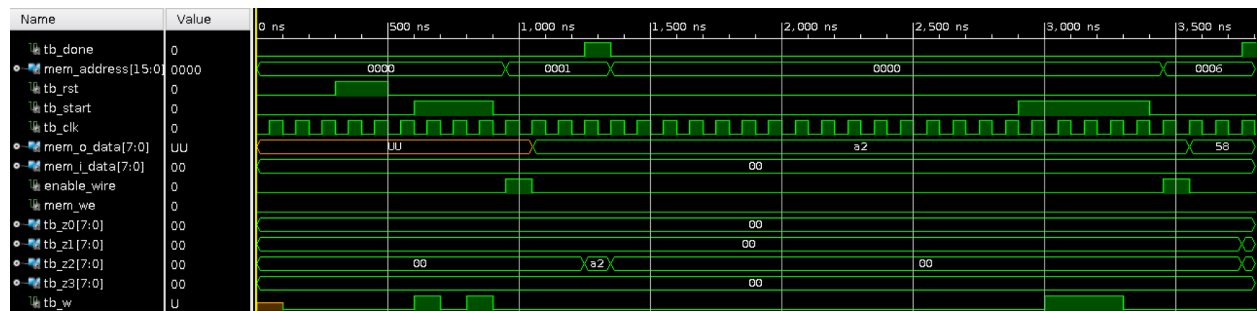 Name Value 0 ns 500 ns 1,000 ns 1,500 ns 2,000 ns 2,500 ns 3,000 ns 3,500 ns
tb_done 0
mem_address[15:0] 0000 0000 0001 0000 0006
tb_rst 0
tb_start 0
tb_clk 0
mem_o_data[7:0] UU UU a2 58
mem_i_data[7:0] 00 00
enable_wire 0
mem_we 0
tb_z0[7:0] 00 00
tb_z1[7:0] 00 00
tb_z2[7:0] 00 00 a2 00
tb_z3[7:0] 00 00
tb_w U